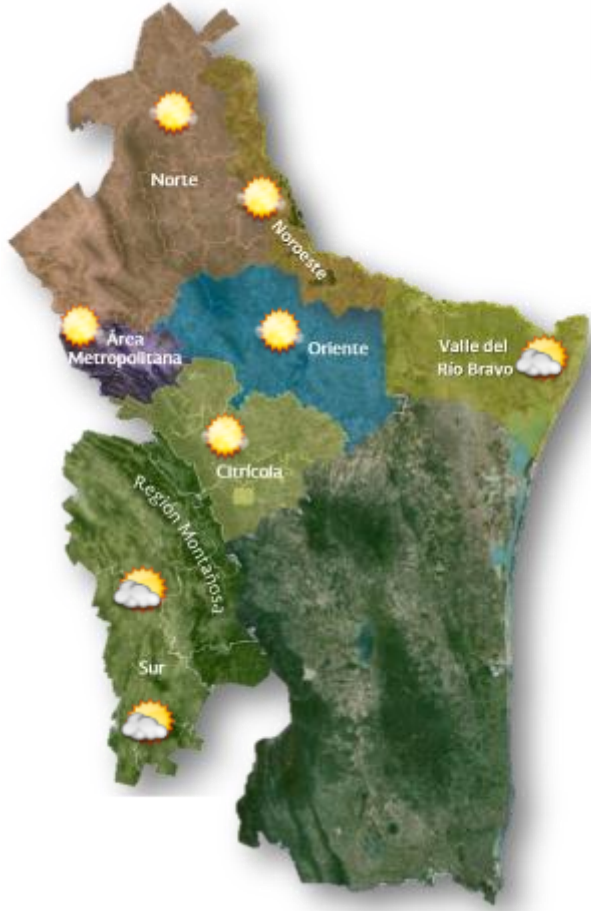 Norte
Noroeste
Área
Metropolitana
Oriente
Valle del
Río Bravo
Citrícola
Región Montañosa
Sur